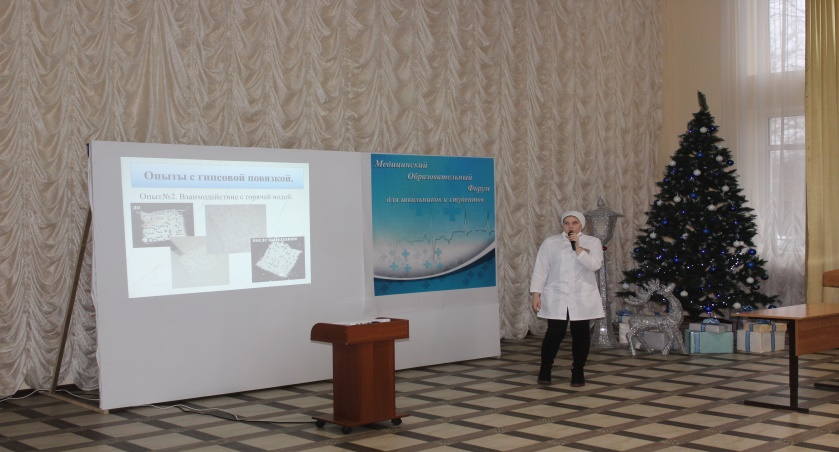 Опыты с гипсовой повязкой.
Опыт№2. Взаимодействие с горячей водой.
Медицинский
Образовательный
Форум
для школьников и студентов